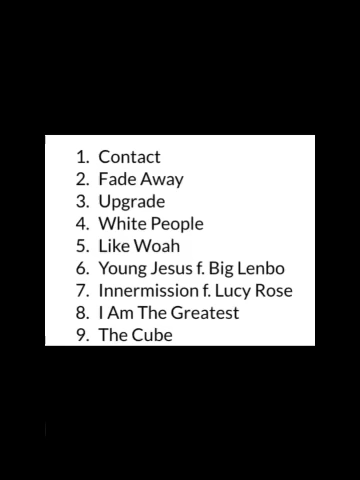 1. Contact
2. Fade Away
3. Upgrade
4. White People
5. Like Woah
6. Young Jesus f. Big Lenbo
7. Innermission f. Lucy Rose
8. I Am The Greatest
9. The Cube